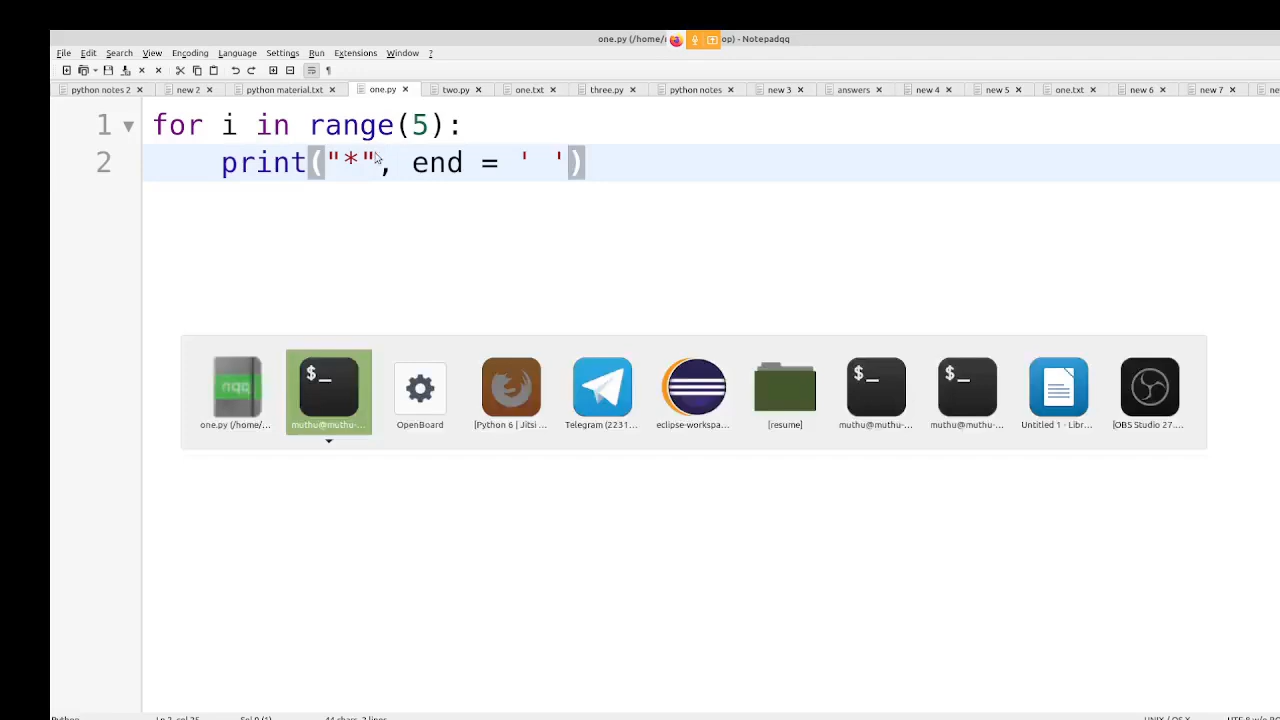 one.py (/home/ op) - Notepadqq
File Edit Search View Encoding Language Settings Run Extensions Window ?
python notes 2 new 2 python material.txt one.py two.py one.txt three.py python notes new 3 answers new 4 new 5 one.txt new 6 new 7
1 for i in range(5):
2 print("*", end = ' ')
$_ $_ $_
nqq
one.py (/home/... muthu@muthu-... OpenBoard [Python 6 | Jitsi ... Telegram (2231... eclipse-workspa... [resume] muthu@muthu-... muthu@muthu-... Untitled 1 - Libr... [OBS Studio 27....